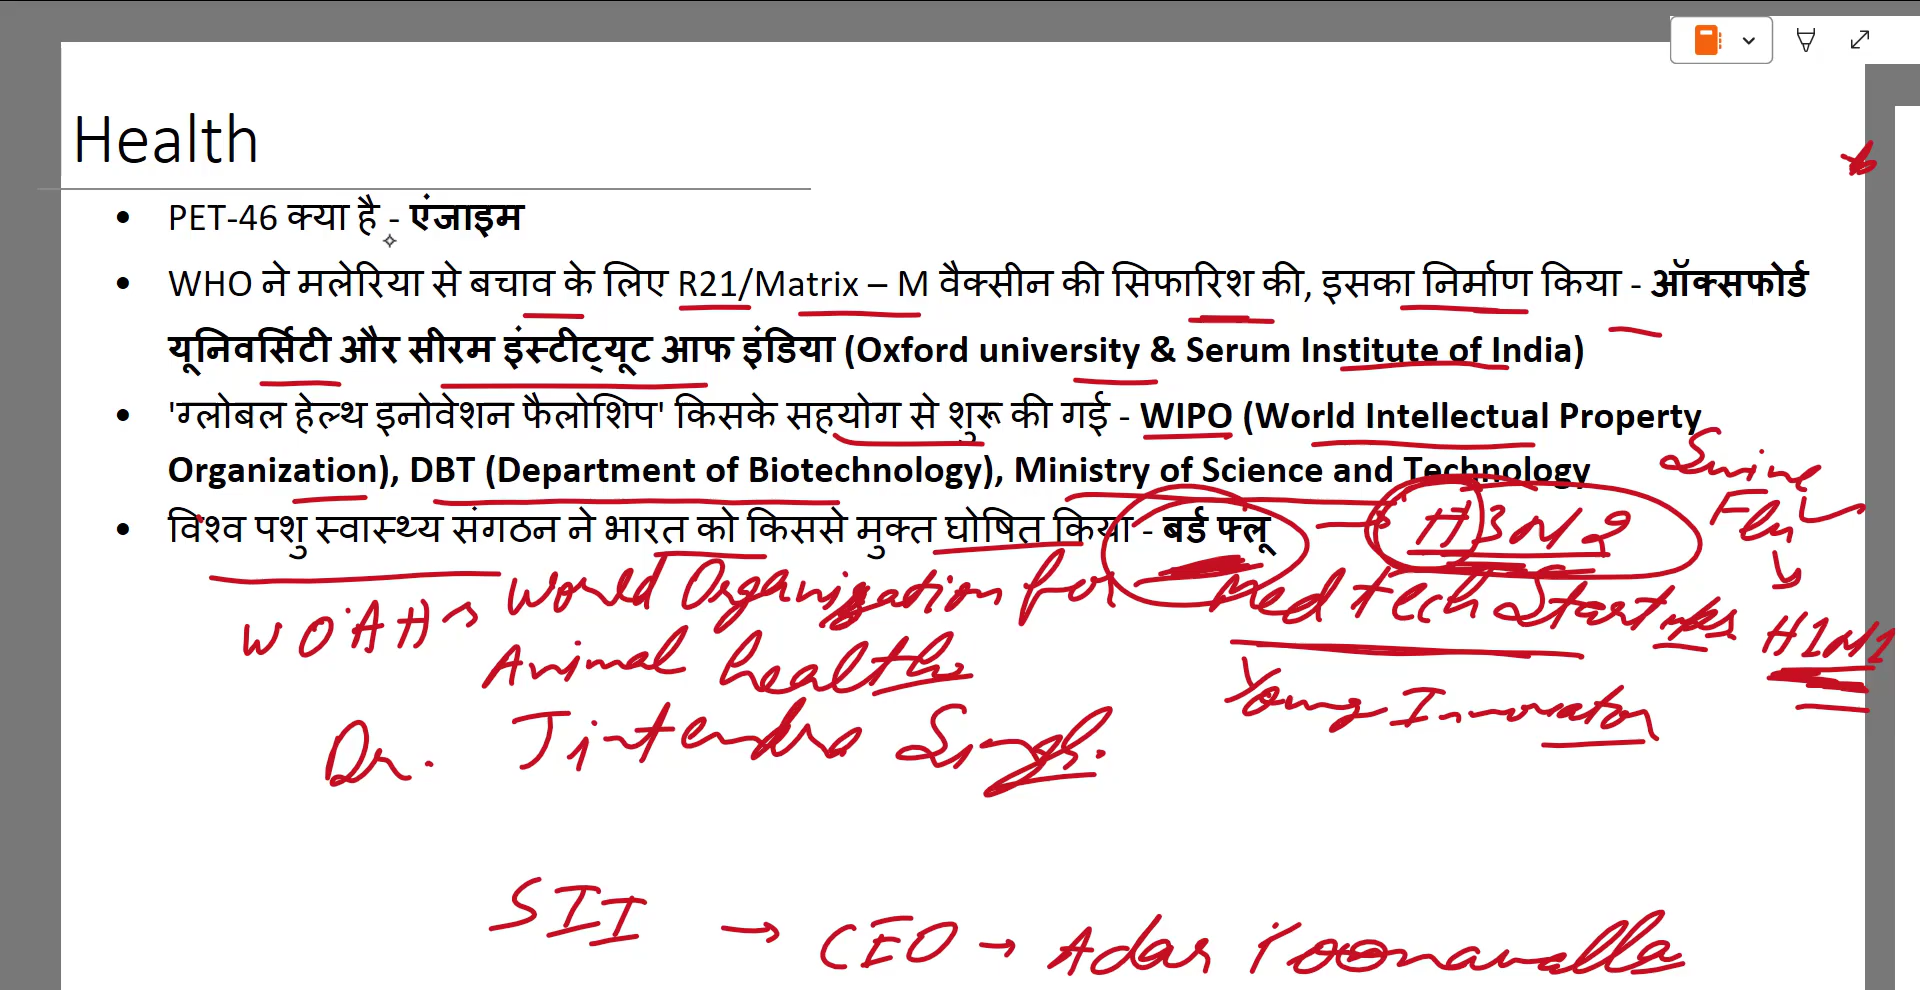 Health
• PET-46 क्या है - एंजाइम
• WHO ने मलेरिया से बचाव के लिए R21/Matrix – M वैक्सीन की सिफारिश की, इसका निर्माण किया - ऑक्सफोर्ड
यूनिवर्सिटी और सीरम इंस्टीट्यूट आफ इंडिया (Oxford university & Serum Institute of India)
• 'ग्लोबल हेल्थ इनोवेशन फैलोशिप' किसके सहयोग से शुरू की गई - WIPO (World Intellectual Property
Organization), DBT (Department of Biotechnology), Ministry of Science and Technology
Swine
Flu
• विश्व पशु स्वास्थ्य संगठन ने भारत को किससे मुक्त घोषित किया - बर्ड फ्लू → H3N2
WOAH → World Organization for
Animal health
Med Tech Startups
H1N1
Young Innovators
Dr. Jintendra Singh.
SII → CEO → Adar Poonawalla